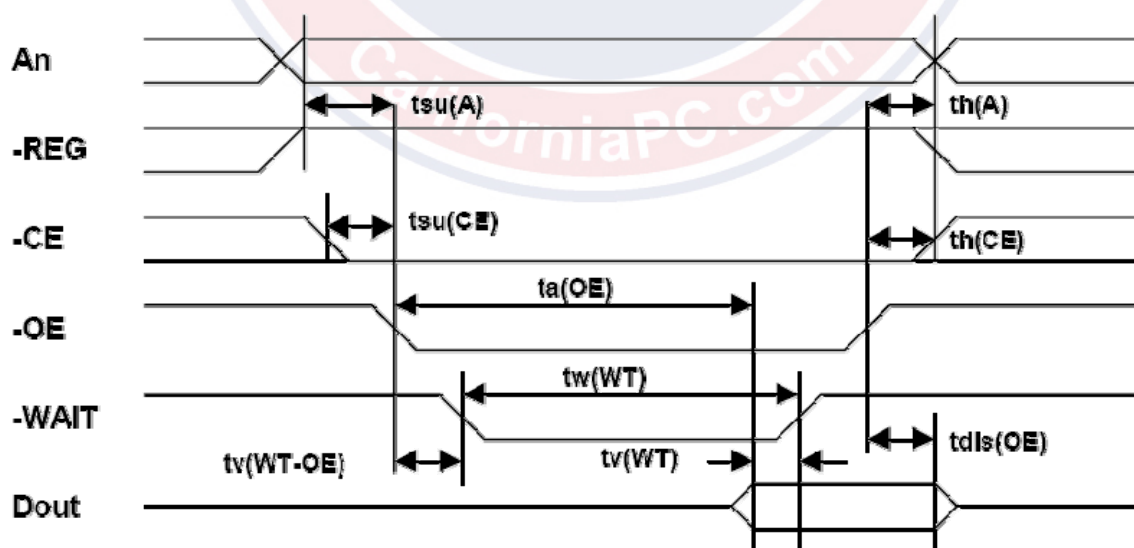 An
CaliforniaPC.com
tsu(A)
th(A)
-REG
tsu(CE)
-CE
th(CE)
ta(OE)
-OE
tw(WT)
-WAIT
tdis(OE)
tv(WT-OE)
tv(WT)
Dout